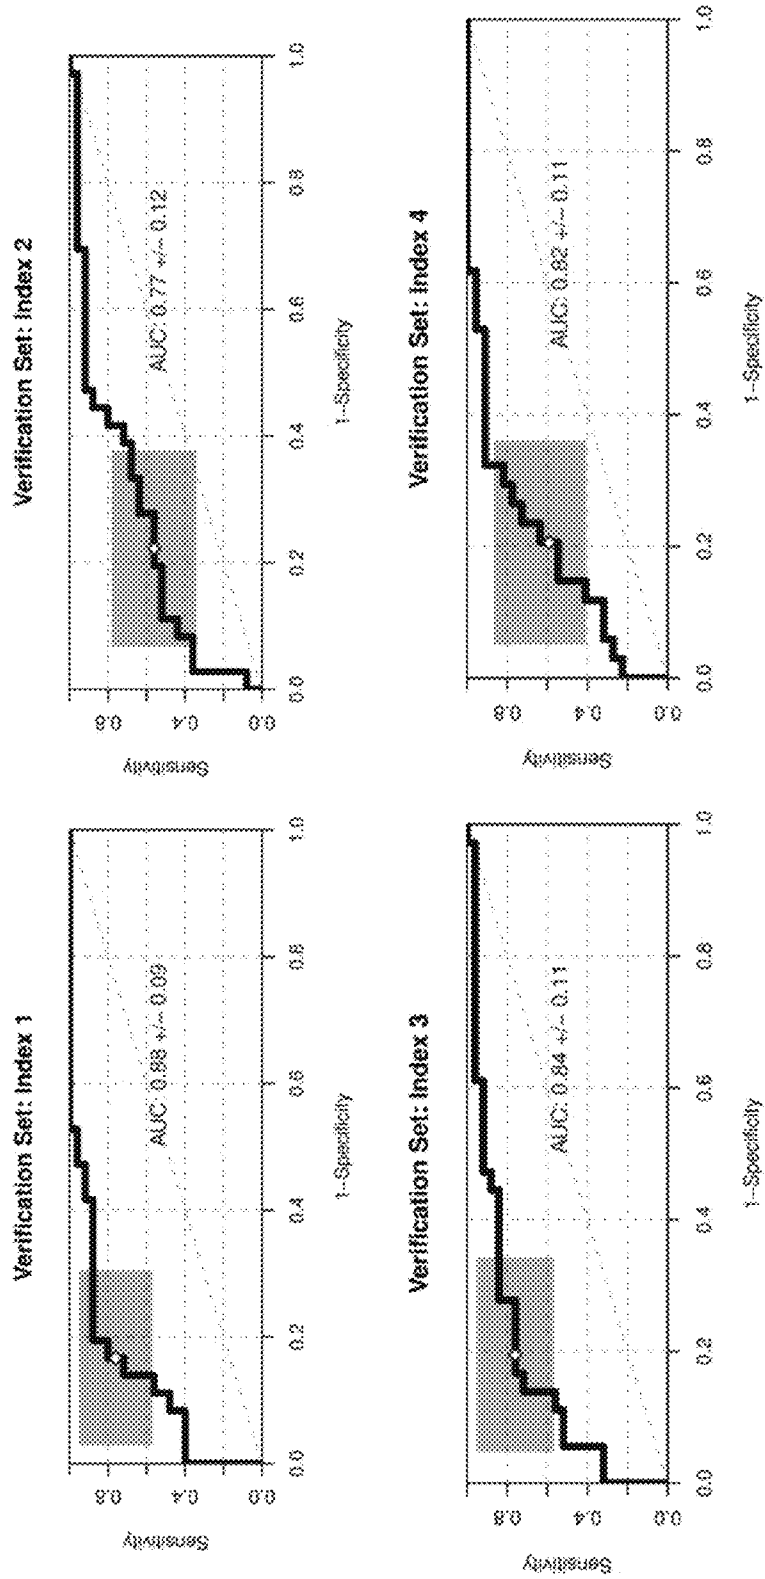 Verification Set: Index 1
Sensitivity
0.8
0.4
0.0
AUC: 0.88 +/- 0.09
0.0 0.2 0.4 0.6 0.8 1.0
1-Specificity
Verification Set: Index 2
Sensitivity
0.8
0.4
0.0
AUC: 0.77 +/- 0.12
0.0 0.2 0.4 0.6 0.8 1.0
1-Specificity
Verification Set: Index 3
Sensitivity
0.8
0.4
0.0
AUC: 0.84 +/- 0.11
0.0 0.2 0.4 0.6 0.8 1.0
1-Specificity
Verification Set: Index 4
Sensitivity
0.8
0.4
0.0
AUC: 0.82 +/- 0.11
0.0 0.2 0.4 0.6 0.8 1.0
1-Specificity